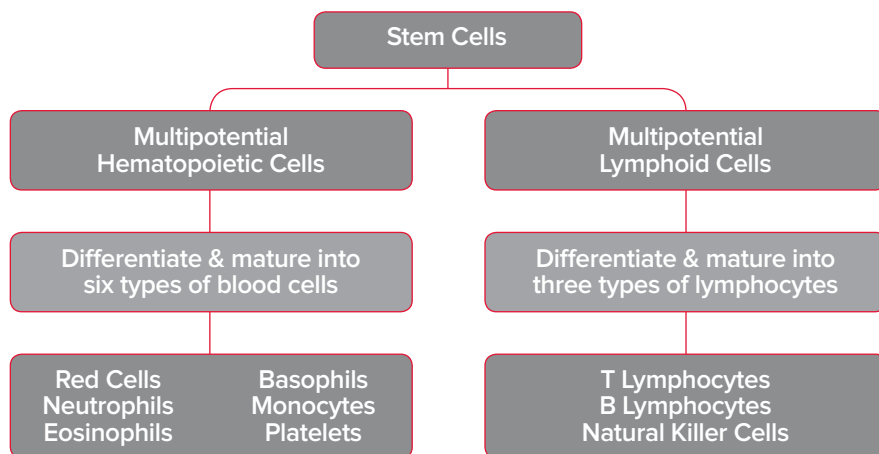 Stem Cells
Multipotential
Hematopoietic Cells
Multipotential
Lymphoid Cells
Differentiate & mature into
six types of blood cells
Differentiate & mature into
three types of lymphocytes
Red Cells
Neutrophils
Eosinophils
Basophils
Monocytes
Platelets
T Lymphocytes
B Lymphocytes
Natural Killer Cells